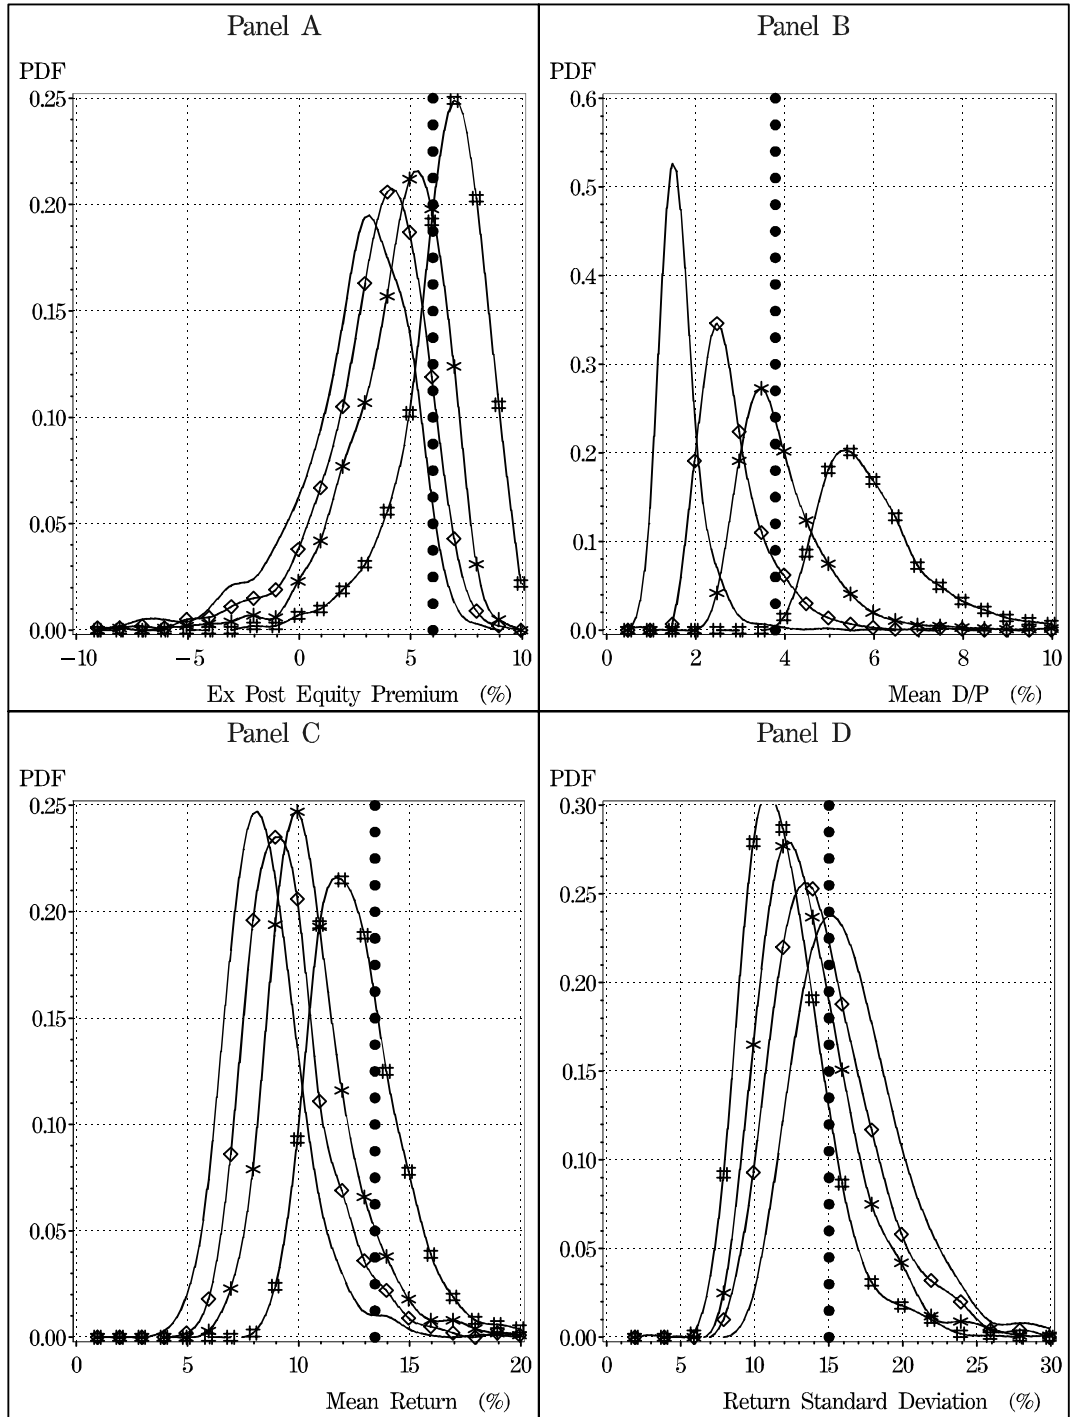 Panel A
PDF
0.25
0.20
0.15
0.10
0.05
0.00
−10 −5 0 5 10
Ex Post Equity Premium (%)
Panel B
PDF
0.6
0.5
0.4
0.3
0.2
0.1
0.0
0 2 4 6 8 10
Mean D/P (%)
Panel C
PDF
0.25
0.20
0.15
0.10
0.05
0.00
0 5 10 15 20
Mean Return (%)
Panel D
PDF
0.30
0.25
0.20
0.15
0.10
0.05
0.00
0 5 10 15 20 25 30
Return Standard Deviation (%)